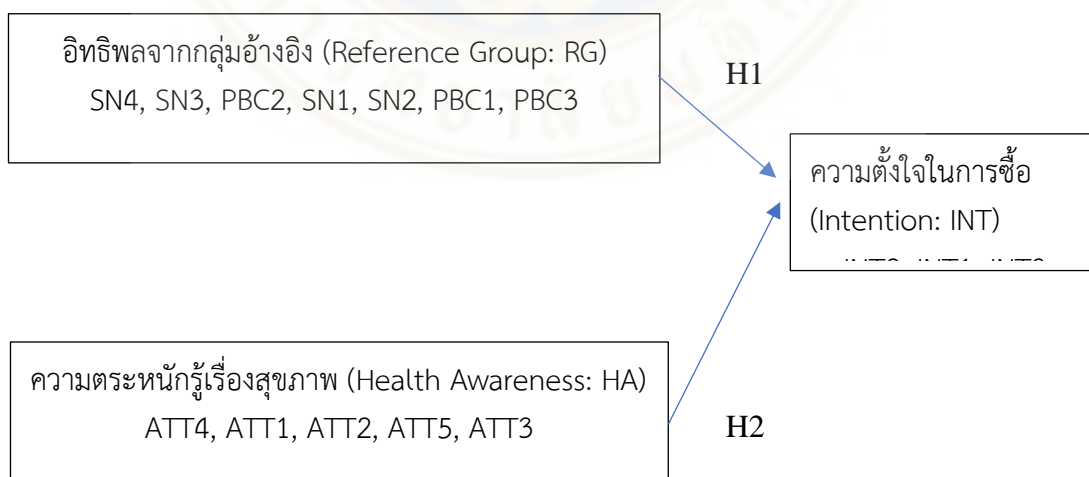 อิทธิพลจากกลุ่มอ้างอิง (Reference Group: RG)
SN4, SN3, PBC2, SN1, SN2, PBC1, PBC3
H1
ความตั้งใจในการซื้อ
(Intention: INT)
ความตระหนักรู้เรื่องสุขภาพ (Health Awareness: HA)
ATT4, ATT1, ATT2, ATT5, ATT3
H2